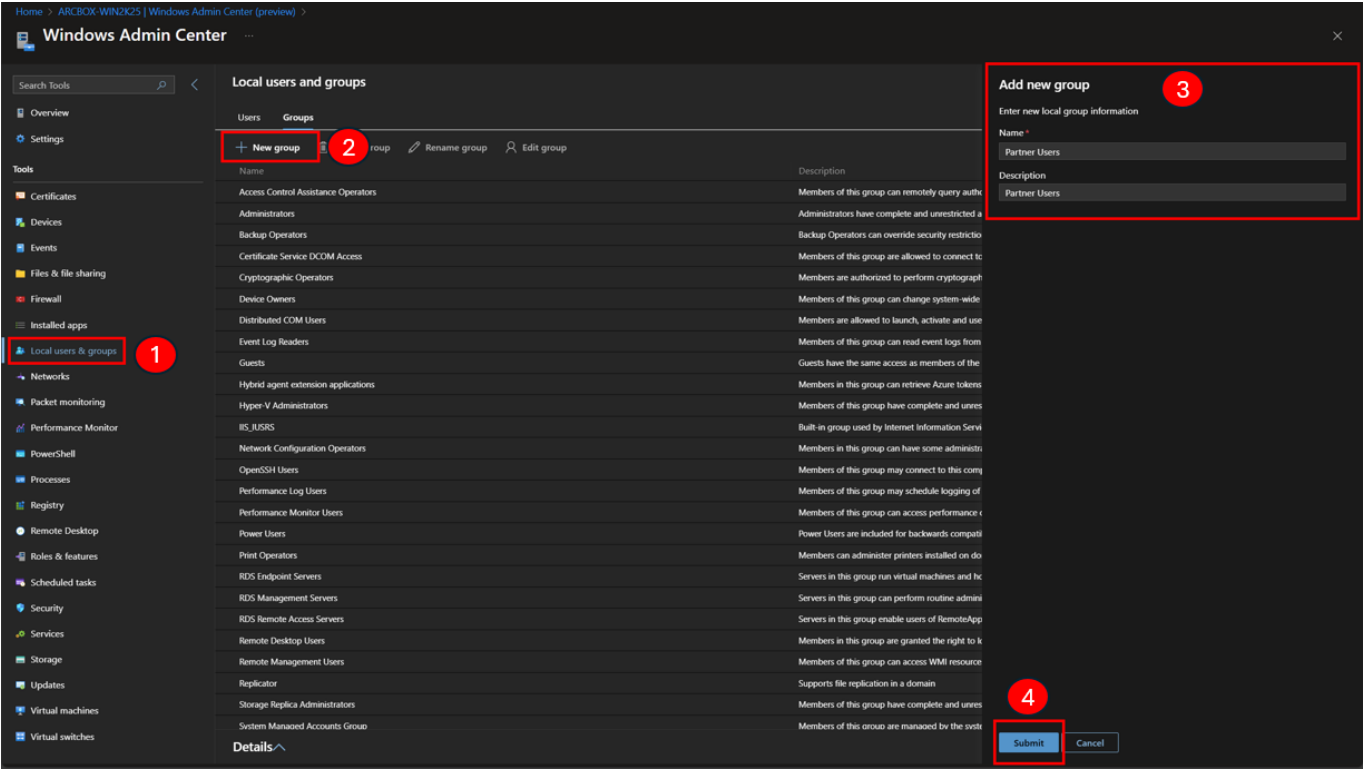 Home > ARCBOX-WIN2K25 | Windows Admin Center (preview) >
Windows Admin Center ...
Search Tools
Overview
Settings
Tools
Certificates
Devices
Events
Files & file sharing
Firewall
Installed apps
Local users & groups
1
Networks
Packet monitoring
Performance Monitor
PowerShell
Processes
Registry
Remote Desktop
Roles & features
Scheduled tasks
Security
Services
Storage
Updates
Virtual machines
Virtual switches
Local users and groups
Users Groups
New group 2 roup Rename group Edit group
Name Description
Access Control Assistance Operators Members of this group can remotely query autho
Administrators Administrators have complete and unrestricted a
Backup Operators Backup Operators can override security restrictio
Certificate Service DCOM Access Members of this group are allowed to connect to
Cryptographic Operators Members are authorized to perform cryptograph
Device Owners Members of this group can change system-wide
Distributed COM Users Members are allowed to launch, activate and use
Event Log Readers Members of this group can read event logs from
Guests Guests have the same access as members of the
Hybrid agent extension applications Members in this group can retrieve Azure tokens
Hyper-V Administrators Members of this group have complete and unres
IIS_IUSRS Built-in group used by Internet Information Servi
Network Configuration Operators Members in this group can have some administra
OpenSSH Users Members of this group may connect to this comp
Performance Log Users Members of this group may schedule logging of
Performance Monitor Users Members of this group can access performance c
Power Users Power Users are included for backwards compatil
Print Operators Members can administer printers installed on do
RDS Endpoint Servers Servers in this group run virtual machines and ho
RDS Management Servers Servers in this group can perform routine admini
RDS Remote Access Servers Servers in this group enable users of RemoteApp
Remote Desktop Users Members in this group are granted the right to lo
Remote Management Users Members of this group can access WMI resource
Replicator Supports file replication in a domain
Storage Replica Administrators Members of this group have complete and unres
System Managed Accounts Group Members of this group are managed by the syste
Details
Add new group
3
Enter new local group information
Name *
Partner Users
Description
Partner Users
4
Submit Cancel